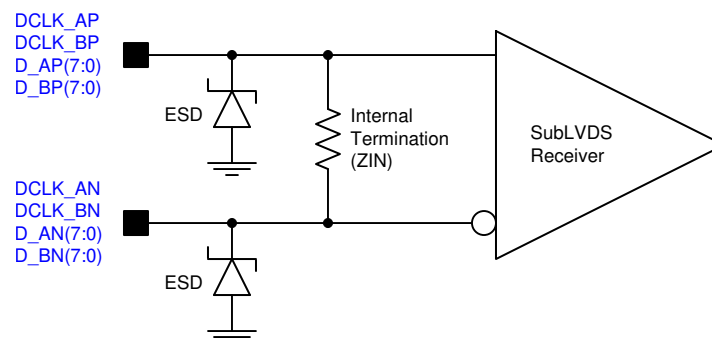 DCLK_AP
DCLK_BP
D_AP(7:0)
D_BP(7:0)
ESD
Internal
Termination
(ZIN)
SubLVDS
Receiver
DCLK_AN
DCLK_BN
D_AN(7:0)
D_BN(7:0)
ESD